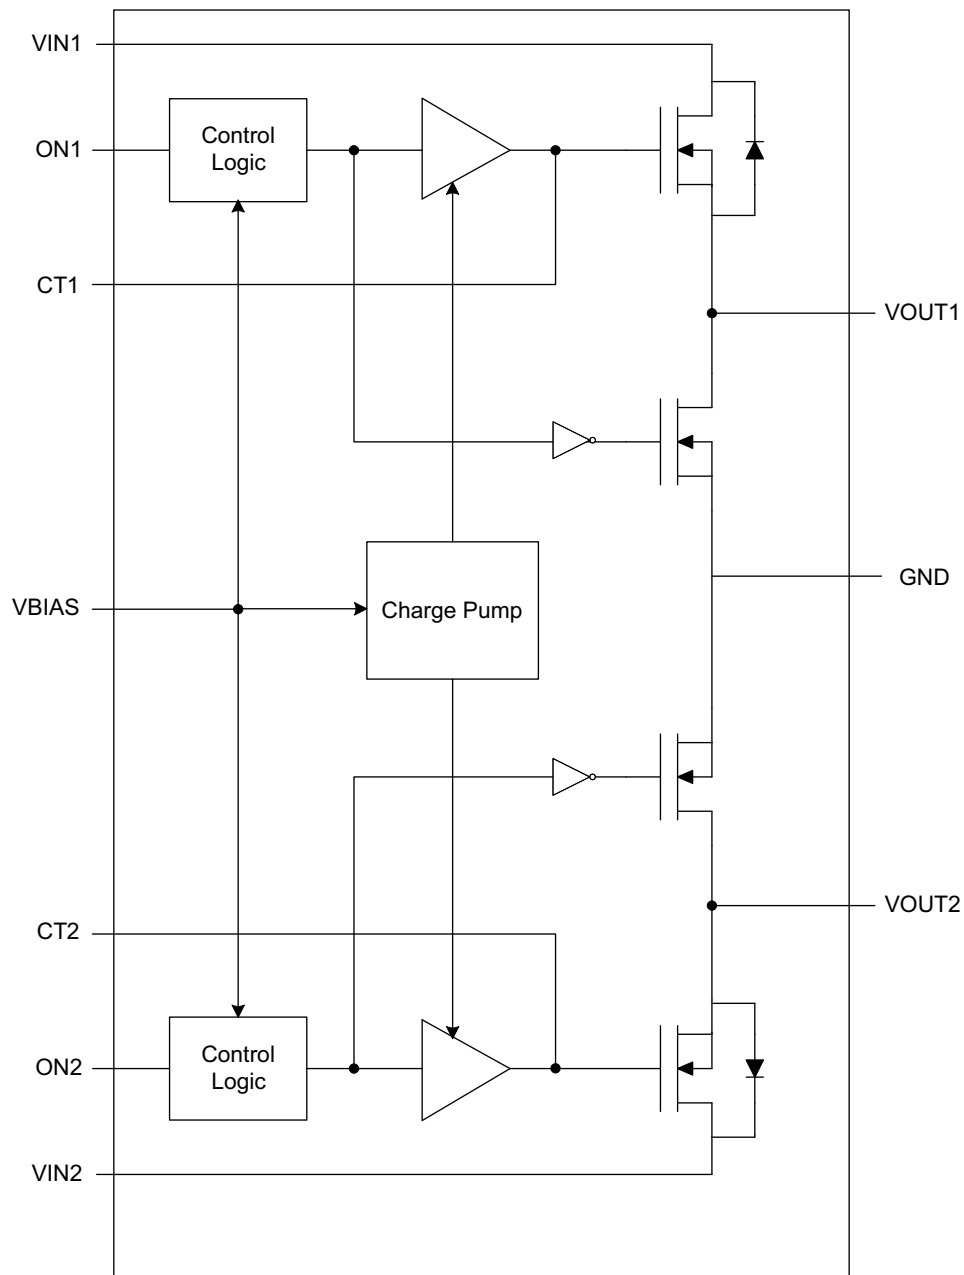 VIN1
Control
Logic
ON1
CT1
VOUT1
GND
VBIAS
Charge Pump
VOUT2
CT2
Control
Logic
ON2
VIN2